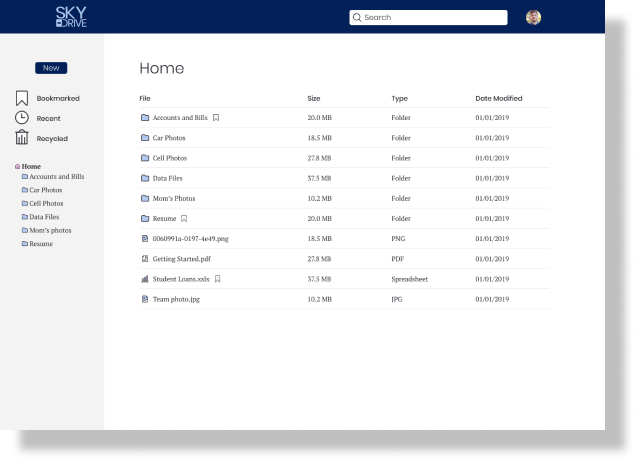 SKY
DRIVE
Search
New
Bookmarked
Recent
Recycled
Home
Accounts and Bills
Car Photos
Cell Photos
Data Files
Mom's photos
Resume
Home
File Size Type Date Modified
Accounts and Bills 20.0 MB Folder 01/01/2019
Car Photos 18.5 MB Folder 01/01/2019
Cell Photos 27.8 MB Folder 01/01/2019
Data Files 37.5 MB Folder 01/01/2019
Mom's Photos 10.2 MB Folder 01/01/2019
Resume 20.0 MB Folder 01/01/2019
0060991a-0197-4e49.png 18.5 MB PNG 01/01/2019
Getting Started.pdf 27.8 MB PDF 01/01/2019
Student Loans.xslx 37.5 MB Spreadsheet 01/01/2019
Team photo.jpg 10.2 MB JPG 01/01/2019